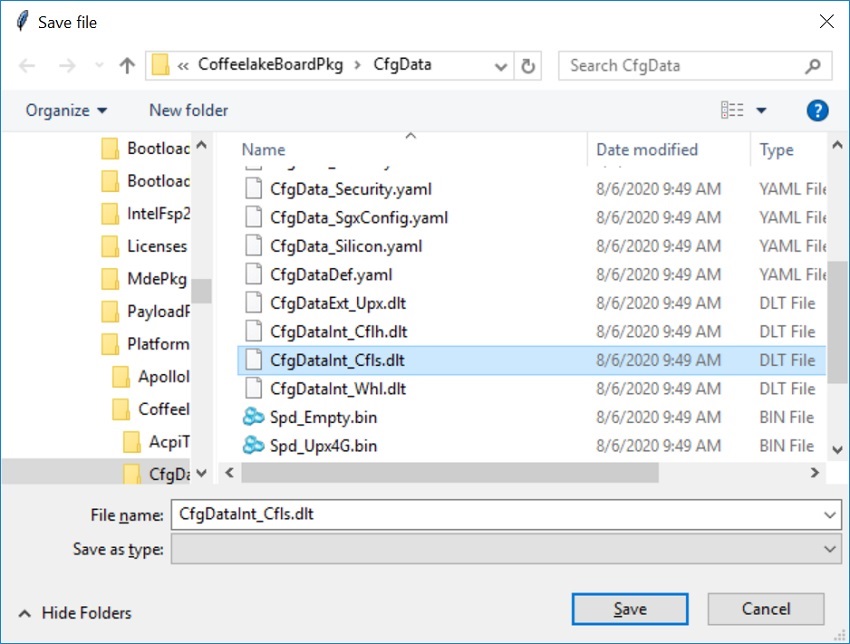 Save file
« CoffeelakeBoardPkg > CfgData
Search CfgData
Organize New folder
?
Bootload
Bootload
IntelFsp2
Licenses
MdePkg
PayloadP
Platform
Apollol
Coffeel
AcpiT
CfgDa
Name Date modified Type
CfgData_Security.yaml 8/6/2020 9:49 AM YAML File
CfgData_SgxConfig.yaml 8/6/2020 9:49 AM YAML File
CfgData_Silicon.yaml 8/6/2020 9:49 AM YAML File
CfgDataDef.yaml 8/6/2020 9:49 AM YAML File
CfgDataExt_Upx.dlt 8/6/2020 9:49 AM DLT File
CfgDataInt_Cflh.dlt 8/6/2020 9:49 AM DLT File
CfgDataInt_Cfls.dlt 8/6/2020 9:49 AM DLT File
CfgDataInt_Whl.dlt 8/6/2020 9:49 AM DLT File
Spd_Empty.bin 8/6/2020 9:49 AM BIN File
Spd_Upx4G.bin 8/6/2020 9:49 AM BIN File
File name: CfgDataInt_Cfls.dlt
Save as type:
Hide Folders
Save
Cancel